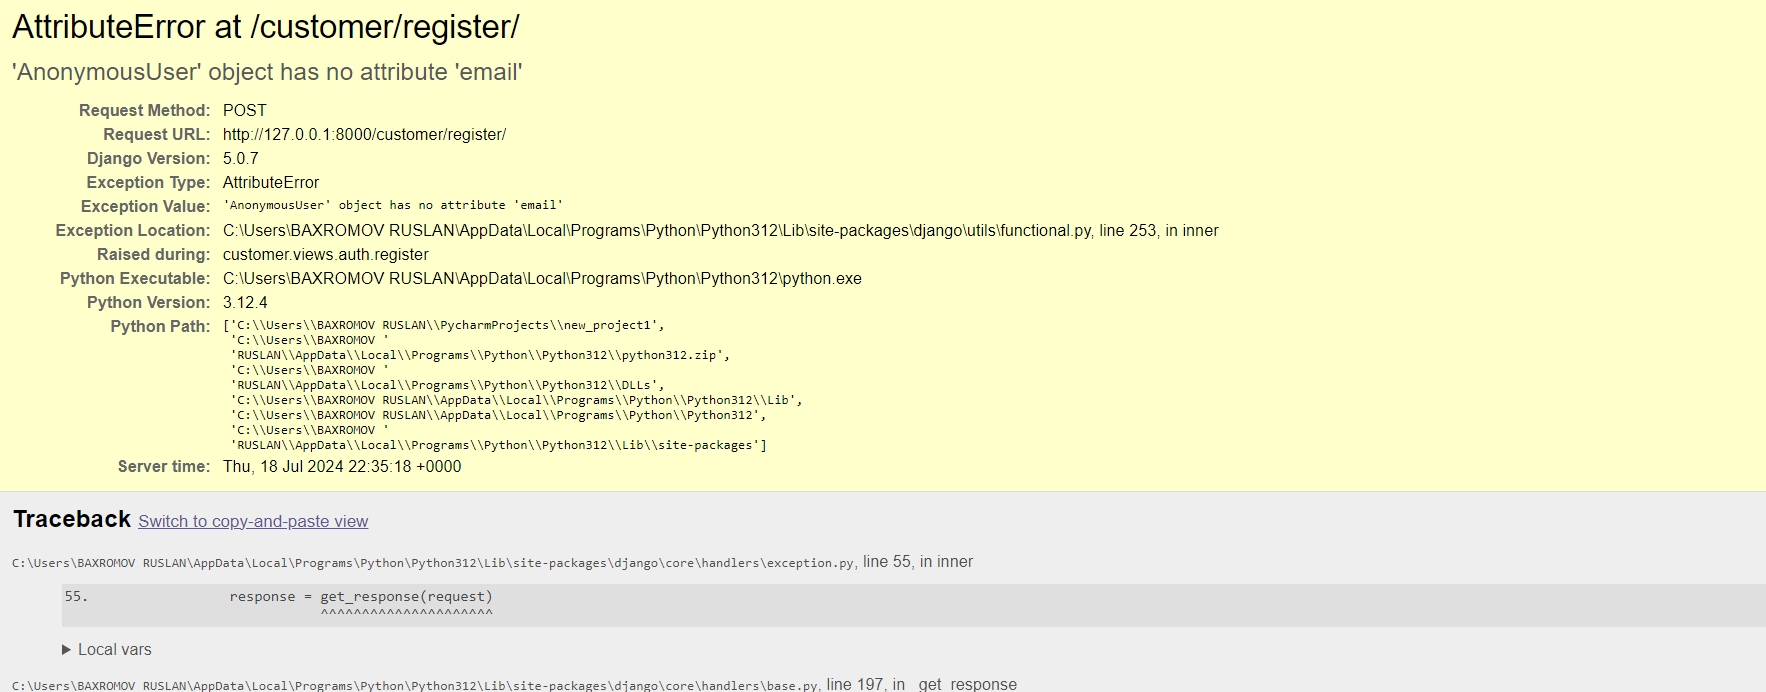 AttributeError at /customer/register/
'AnonymousUser' object has no attribute 'email'
Request Method: POST
Request URL: http://127.0.0.1:8000/customer/register/
Django Version: 5.0.7
Exception Type: AttributeError
Exception Value: 'AnonymousUser' object has no attribute 'email'
Exception Location: C:\Users\BAXROMOV RUSLAN\AppData\Local\Programs\Python\Python312\Lib\site-packages\django\utils\functional.py, line 253, in inner
Raised during: customer.views.auth.register
Python Executable: C:\Users\BAXROMOV RUSLAN\AppData\Local\Programs\Python\Python312\python.exe
Python Version: 3.12.4
Python Path: ['C:\\Users\\BAXROMOV RUSLAN\\PycharmProjects\\new_project1',
'C:\\Users\\BAXROMOV '
'RUSLAN\\AppData\\Local\\Programs\\Python\\Python312\\python312.zip',
'C:\\Users\\BAXROMOV '
'RUSLAN\\AppData\\Local\\Programs\\Python\\Python312\\DLLs',
'C:\\Users\\BAXROMOV RUSLAN\\AppData\\Local\\Programs\\Python\\Python312\\Lib',
'C:\\Users\\BAXROMOV RUSLAN\\AppData\\Local\\Programs\\Python\\Python312',
'C:\\Users\\BAXROMOV '
'RUSLAN\\AppData\\Local\\Programs\\Python\\Python312\\Lib\\site-packages']
Server time: Thu, 18 Jul 2024 22:35:18 +0000
Traceback Switch to copy-and-paste view
C:\Users\BAXROMOV RUSLAN\AppData\Local\Programs\Python\Python312\Lib\site-packages\django\core\handlers\exception.py, line 55, in inner
55. response = get_response(request)
^^^^^^^^^^^^^^^^^^^^^
▶ Local vars
C:\Users\BAXROMOV RUSLAN\AppData\Local\Programs\Python\Python312\Lib\site-packages\django\core\handlers\base.py, line 197, in _get_response